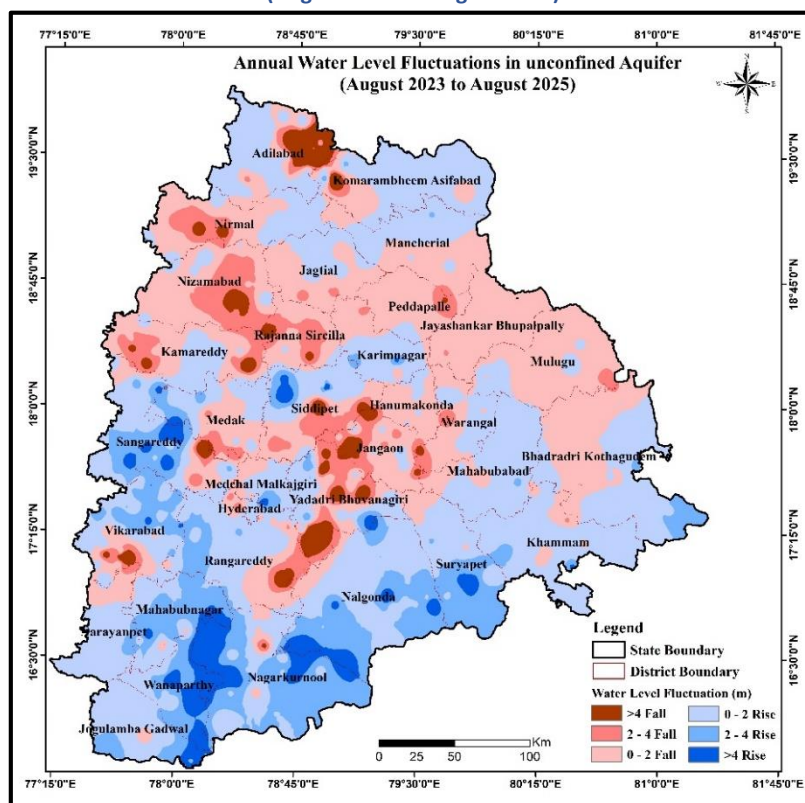 77°15'0"E
78°0'0"E
78°45'0"E
79°30'0"E
80°15'0"E
81°0'0"E
81°45'0"E
Annual Water Level Fluctuations in unconfined Aquifer
(August 2023 to August 2025)
19°30'0"N
19°30'0"N
Adilabad
Komarambheem Asifabad
Nirmal
Mancherial
18°45'0"N
18°45'0"N
Jagtial
Nizamabad
Peddapalle
Jayashankar Bhupalpally
Rajanna Sircilla
Kamareddy
Karimnagar
Mulugu
18°0'0"N
18°0'0"N
Siddipet
Hanumakonda
Medak
Warangal
Sangareddy
Jangaon
Bhadradri Kothagudem
Mahabubabad
Medchal Malkajgiri
Yadadri Bhuvanagiri
Hyderabad
17°15'0"N
17°15'0"N
Vikarabad
Khammam
Rangareddy
Suryapet
Nalgonda
Mahabubnagar
Narayanpet
16°30'0"N
16°30'0"N
Nagarkurnool
Wanaparthy
Jogulamba Gadwal
Legend
State Boundary
District Boundary
Water Level Fluctuation (m)
>4 Fall
0 - 2 Rise
2 - 4 Fall
2 - 4 Rise
0 - 2 Fall
>4 Rise
Km
0 25 50 100
77°15'0"E
78°0'0"E
78°45'0"E
79°30'0"E
80°15'0"E
81°0'0"E
81°45'0"E